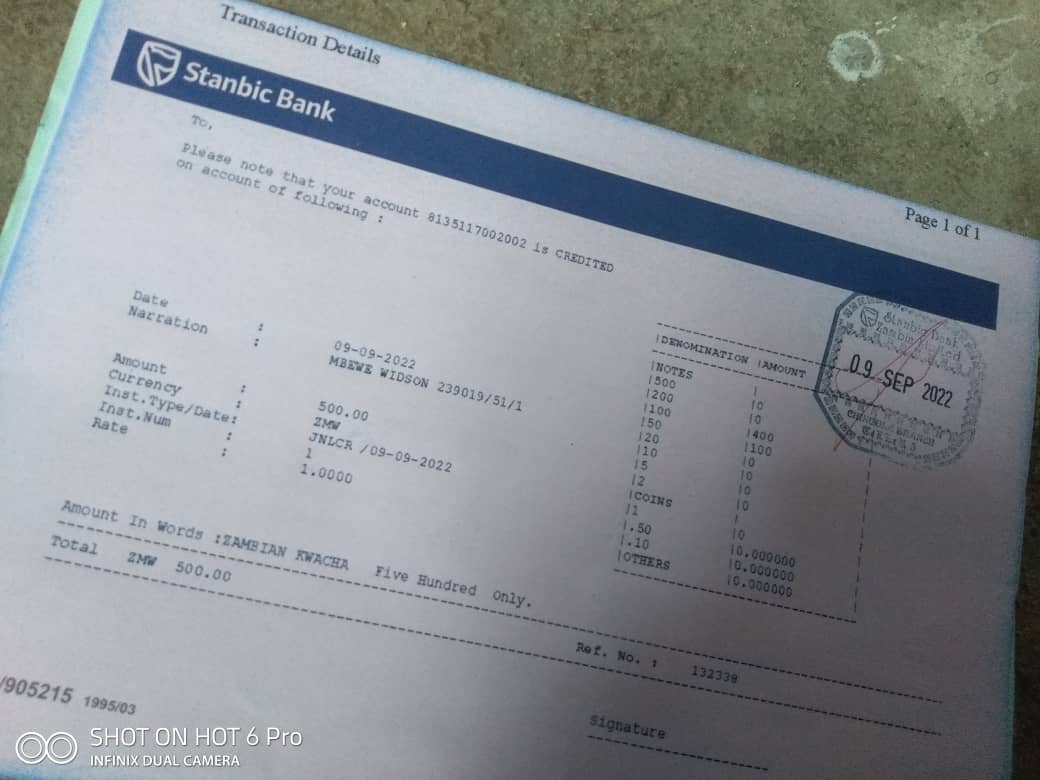 Transaction Details
Page 1 of 1
Stanbic Bank
To,
Please note that your account 8135117002002 is CREDITED
on account of following :
Date : 09-09-2022
Narration : MBEWE WIDSON 239019/51/1
Amount : 500.00
Currency : ZMW
Inst.Type/Date: JNLCR /09-09-2022
Inst.Num : 1
Rate : 1.0000
|DENOMINATION |AMOUNT
|NOTES |
|500 |0
|200 |0
|100 |400
|50 |100
|20 |0
|10 |0
|5 |0
|2 |0
|COINS |
|1 |0
|.50 |0.000000
|.10 |0.000000
|OTHERS |0.000000
Stanbic Bank
Zambia Limited
09 SEP 2022
BRANCH
Amount In Words :ZAMBIAN KWACHA Five Hundred only.
Total ZMW 500.00
Ref. No. : 132338
/905215 1995/03
Signature
SHOT ON HOT 6 Pro
INFINIX DUAL CAMERA